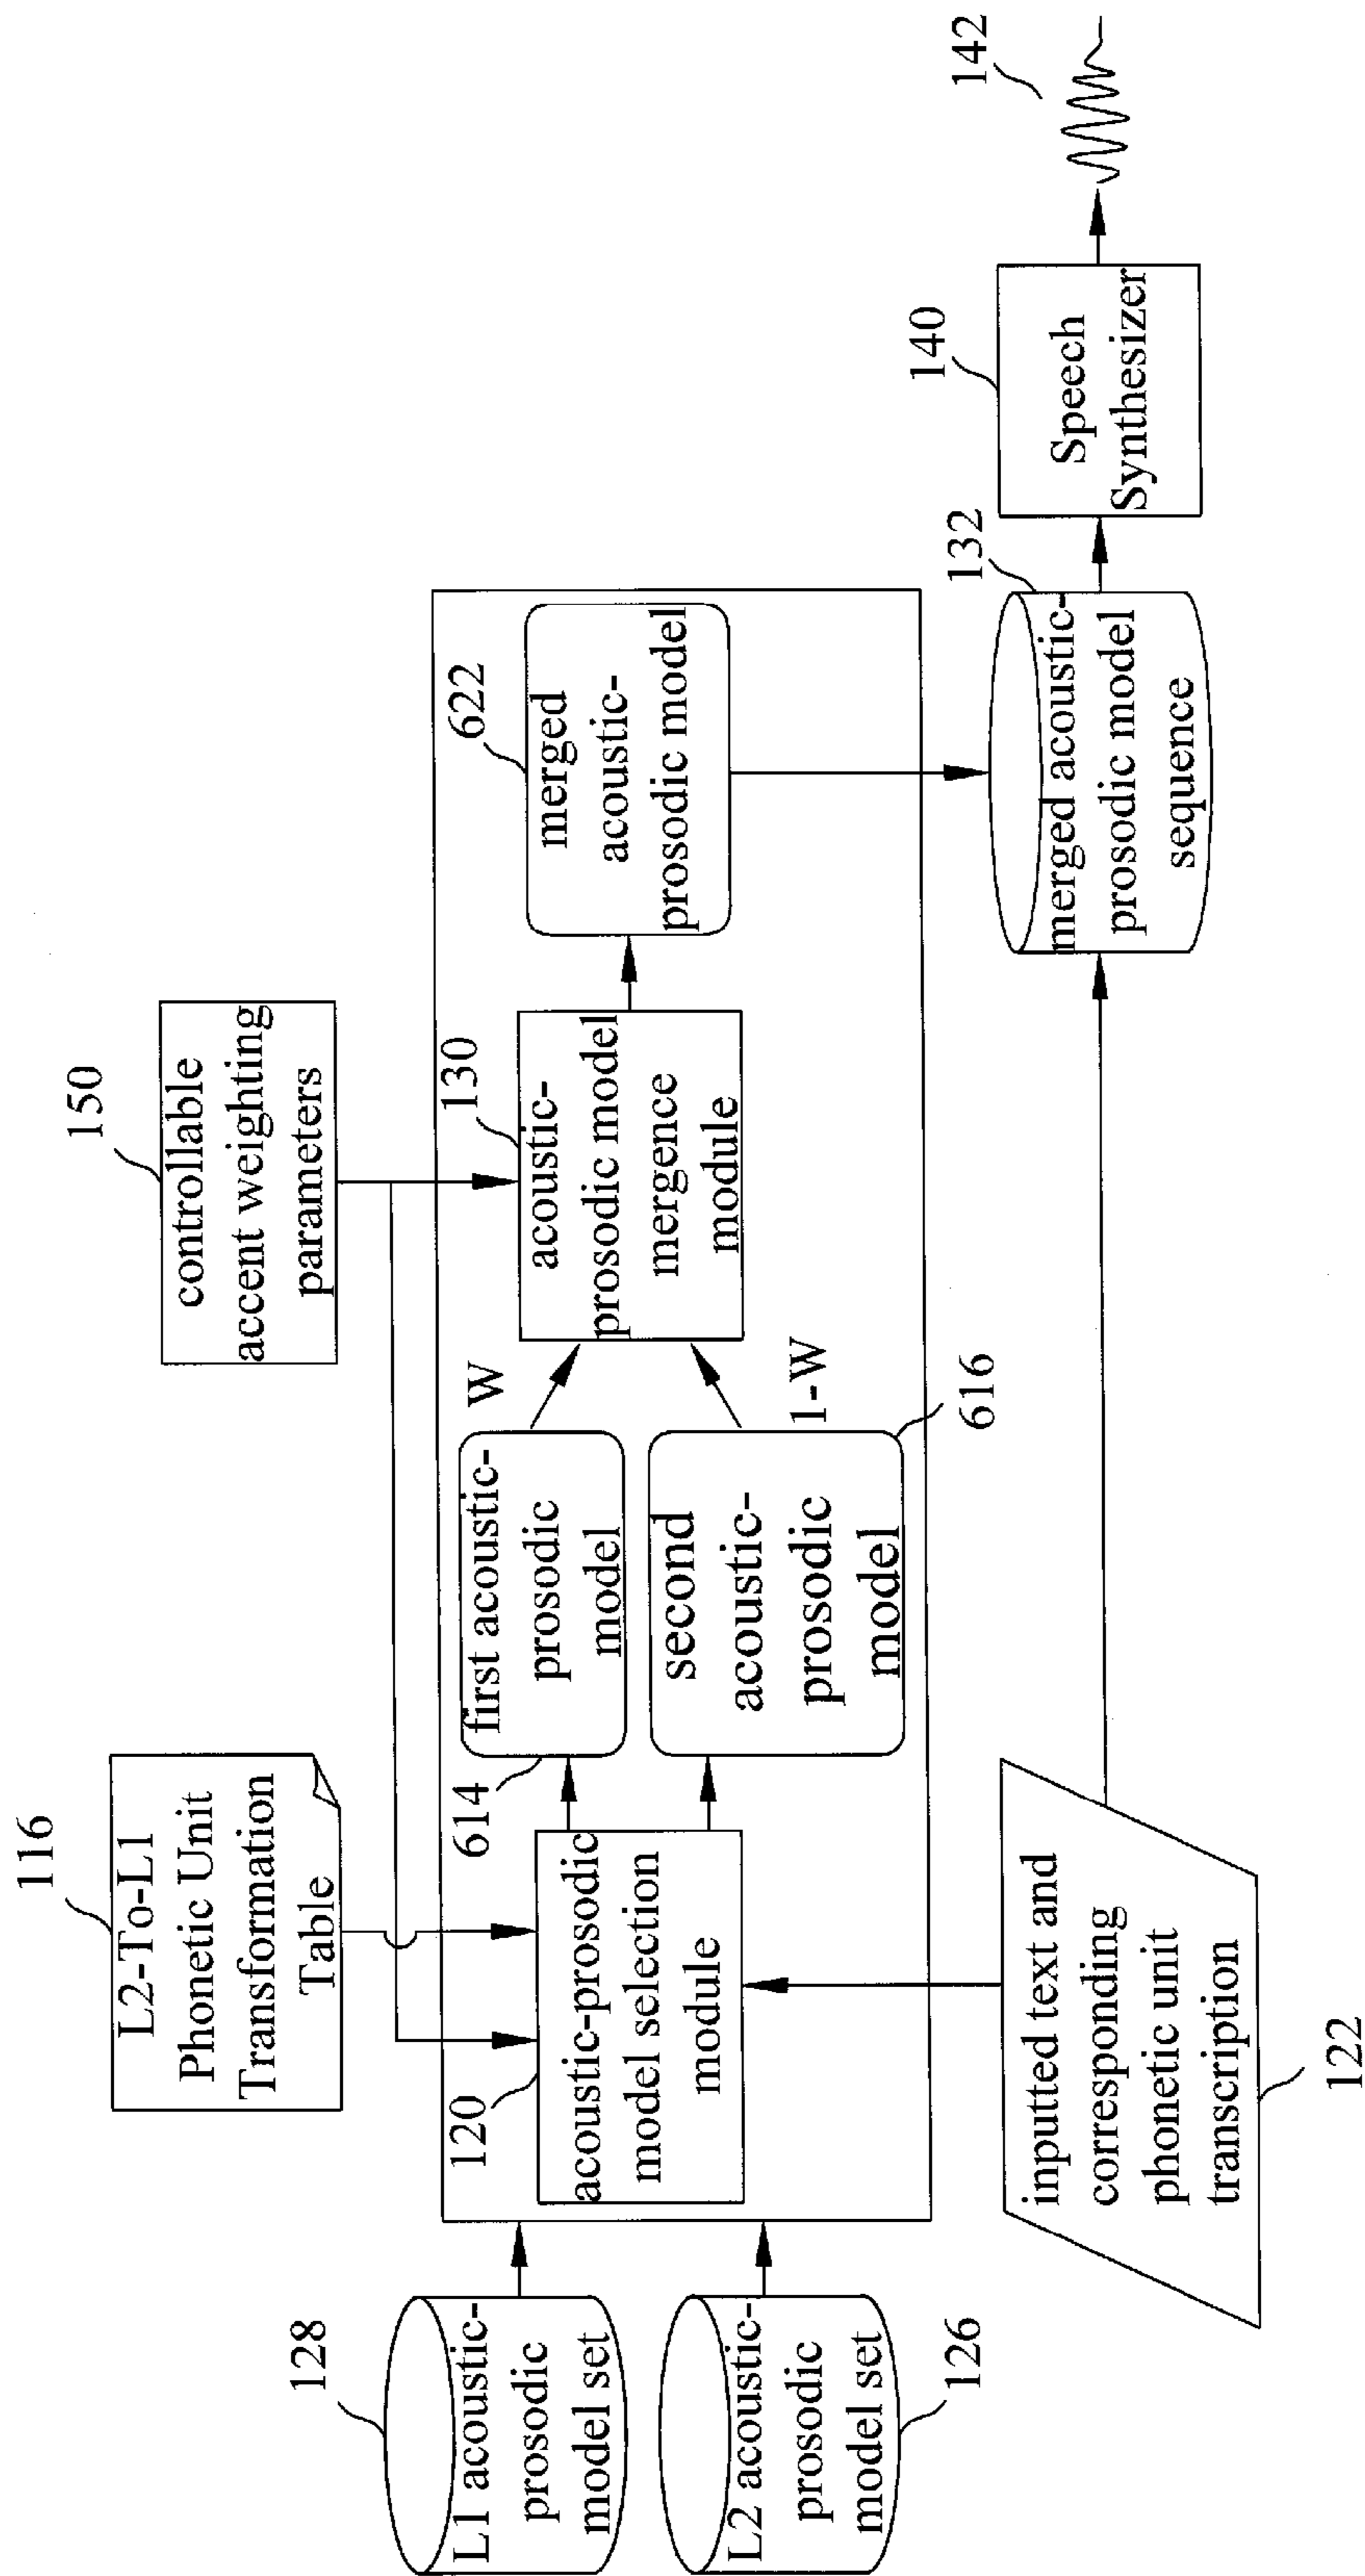 116
L2-To-L1
Phonetic Unit
Transformation
Table
150
controllable
accent weighting
parameters
128
L1 acoustic-
prosodic
model set
126
L2 acoustic-
prosodic
model set
120
acoustic-prosodic
model selection
module
614
first acoustic-
prosodic
model
W
second
acoustic-
prosodic
model
616
1-W
130
acoustic-
prosodic model
mergence
module
622
merged
acoustic-
prosodic model
inputted text and
corresponding
phonetic unit
transcription
122
132
merged acoustic-
prosodic model
sequence
140
Speech
Synthesizer
142